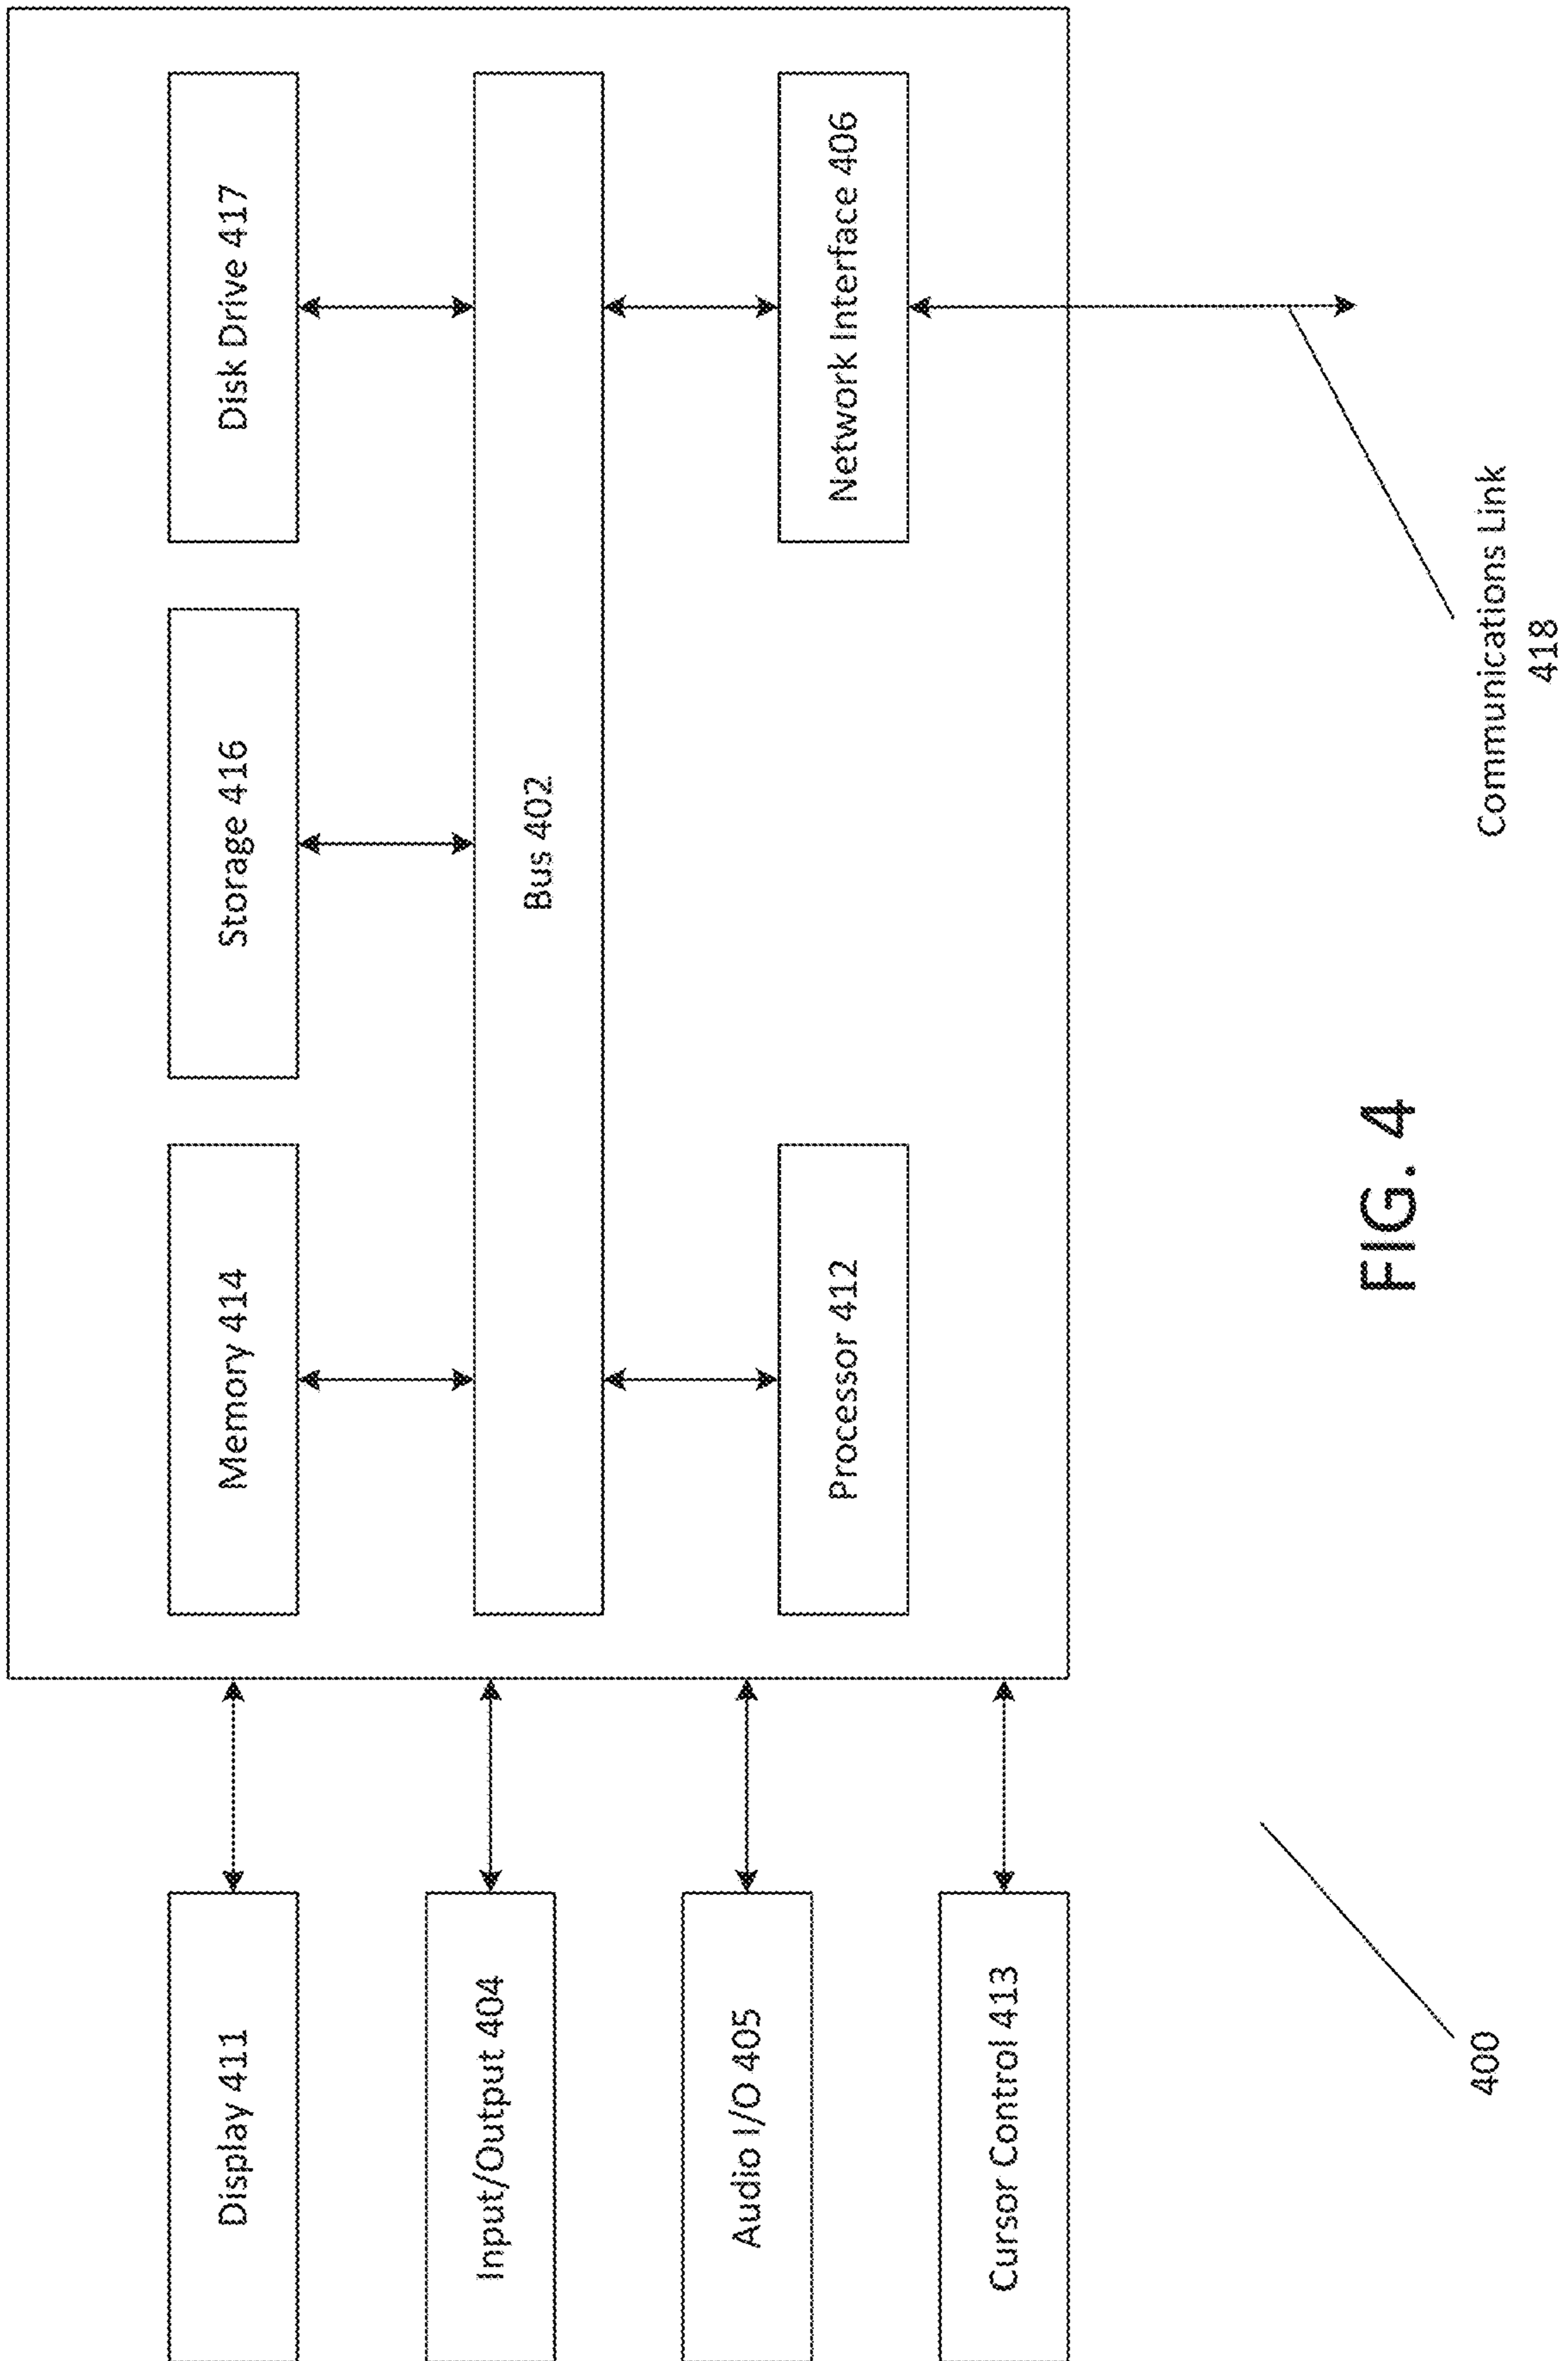 Display 411
Input/Output 404
Audio I/O 405
Cursor Control 413
Memory 414
Storage 416
Disk Drive 417
Bus 402
Processor 412
Network Interface 406
Communications Link
418
400
FIG. 4